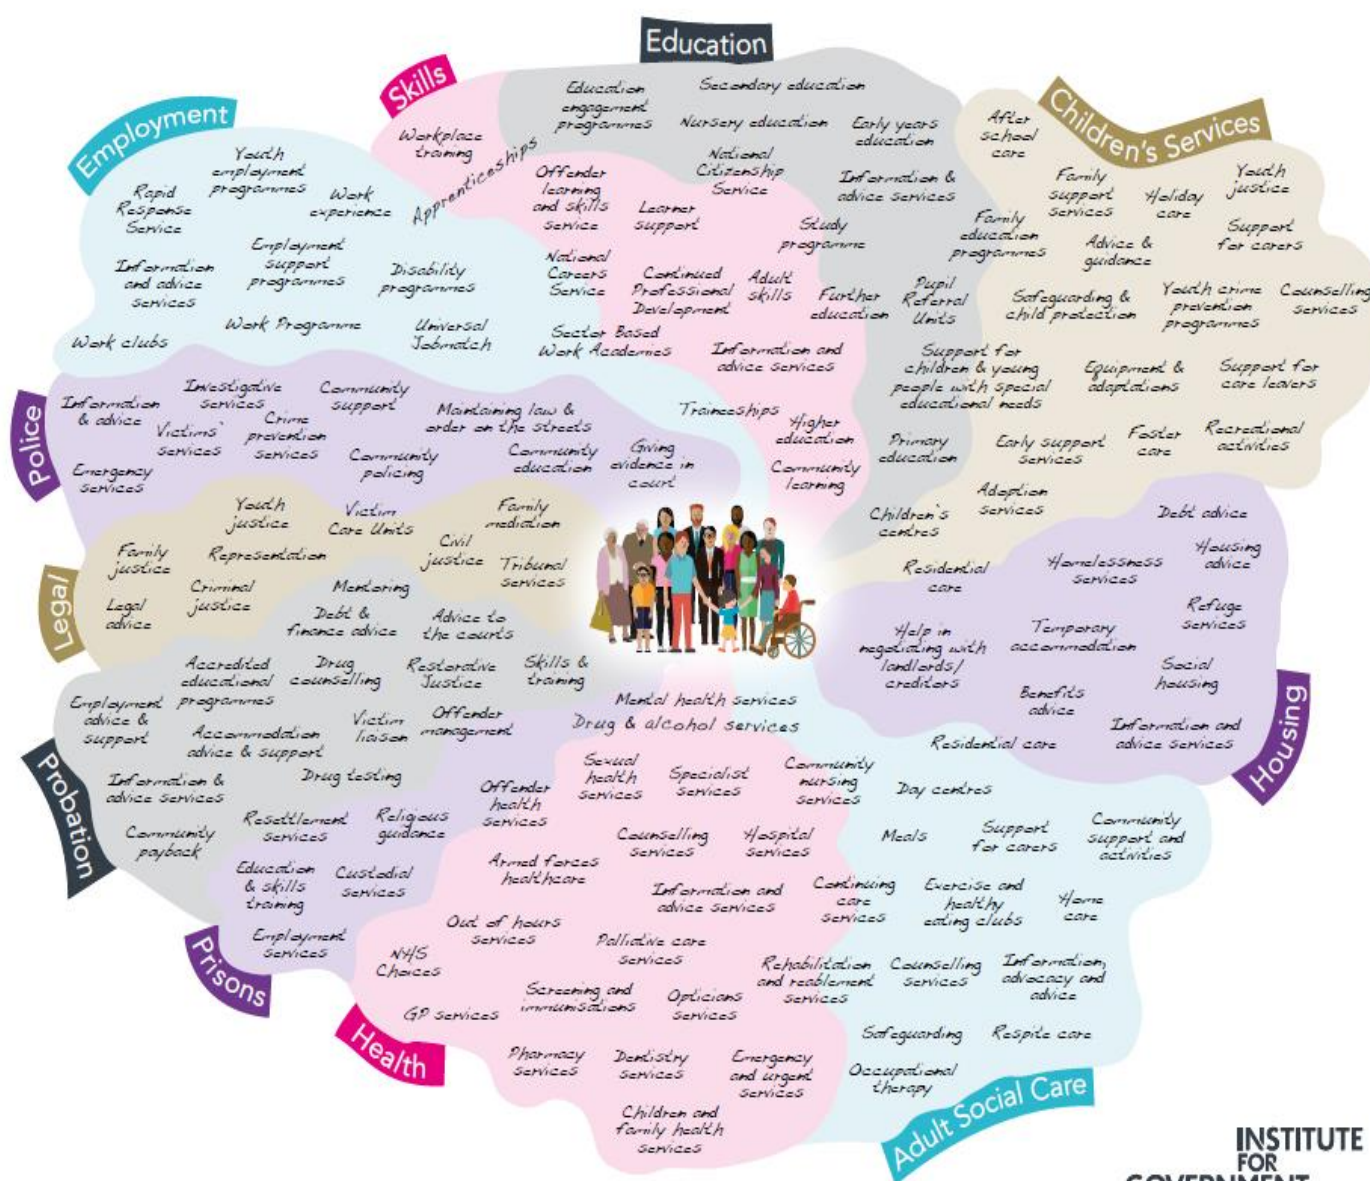 Education
Skills
Workplace
training
Apprenticeships
Education
engagement
programmes
Secondary education
Nursery education
Early years
education
National
Citizenship
Service
Information &
advice services
Study
programme
Further
education
Pupil
Referral
Units
Family
education
programmes
Support for
children & young
people with special
educational needs
Primary
education
Children's
centres
Offender
learning
and skills
service
Learner
support
National
Careers
Service
Continued
Professional
Development
Adult
skills
Sector Based
Work Academies
Information and
advice services
Traineeships
Higher
education
Community
learning
Children's Services
After
school
care
Family
support
services
Holiday
care
Youth
justice
Advice &
guidance
Support
for carers
Safeguarding &
child protection
Youth crime
prevention
programmes
Counselling
services
Equipment &
adaptations
Support for
care leavers
Early support
services
Foster
care
Recreational
activities
Adoption
services
Employment
Youth
employment
programmes
Rapid
Response
Service
Work
experience
Employment
support
programmes
Information
and advice
services
Disability
programmes
Work Programme
Universal
Jobmatch
Work clubs
Police
Information
& advice
Investigative
services
Community
support
Victims'
services
Crime
prevention
services
Maintaining law &
order on the streets
Community
policing
Community
education
Giving
evidence in
court
Emergency
services
Legal
Youth
justice
Victim
Care Units
Family
mediation
Family
justice
Representation
Civil
justice
Tribunal
services
Legal
advice
Criminal
justice
Mentoring
Debt &
finance advice
Advice to
the courts
Accredited
educational
programmes
Drug
counselling
Restorative
Justice
Skills &
training
Employment
advice &
support
Accommodation
advice & support
Victim
liaison
Offender
management
Information &
advice services
Drug testing
Community
payback
Probation
Resettlement
services
Religious
guidance
Education
& skills
training
Custodial
services
Employment
services
Prisons
Offender
health
services
Housing
Residential
care
Homelessness
services
Debt advice
Housing
advice
Refuge
services
Help in
negotiating with
landlords/
creditors
Temporary
accommodation
Social
housing
Benefits
advice
Information and
advice services
Residential care
Mental health services
Drug & alcohol services
Sexual
health
services
Specialist
services
Community
nursing
services
Counselling
services
Hospital
services
Armed forces
healthcare
Information and
advice services
Continuing
care
services
Out of hours
services
NHS
Choices
Palliative care
services
Rehabilitation
and reablement
services
GP services
Screening and
immunisations
Opticians
services
Pharmacy
services
Dentistry
services
Emergency
and urgent
services
Children and
family health
services
Health
Day centres
Meals
Support
for carers
Community
support and
activities
Exercise and
healthy
eating clubs
Home
care
Counselling
services
Information,
advocacy and
advice
Safeguarding
Respite care
Occupational
therapy
Adult Social Care
INSTITUTE
FOR
GOVERNMENT